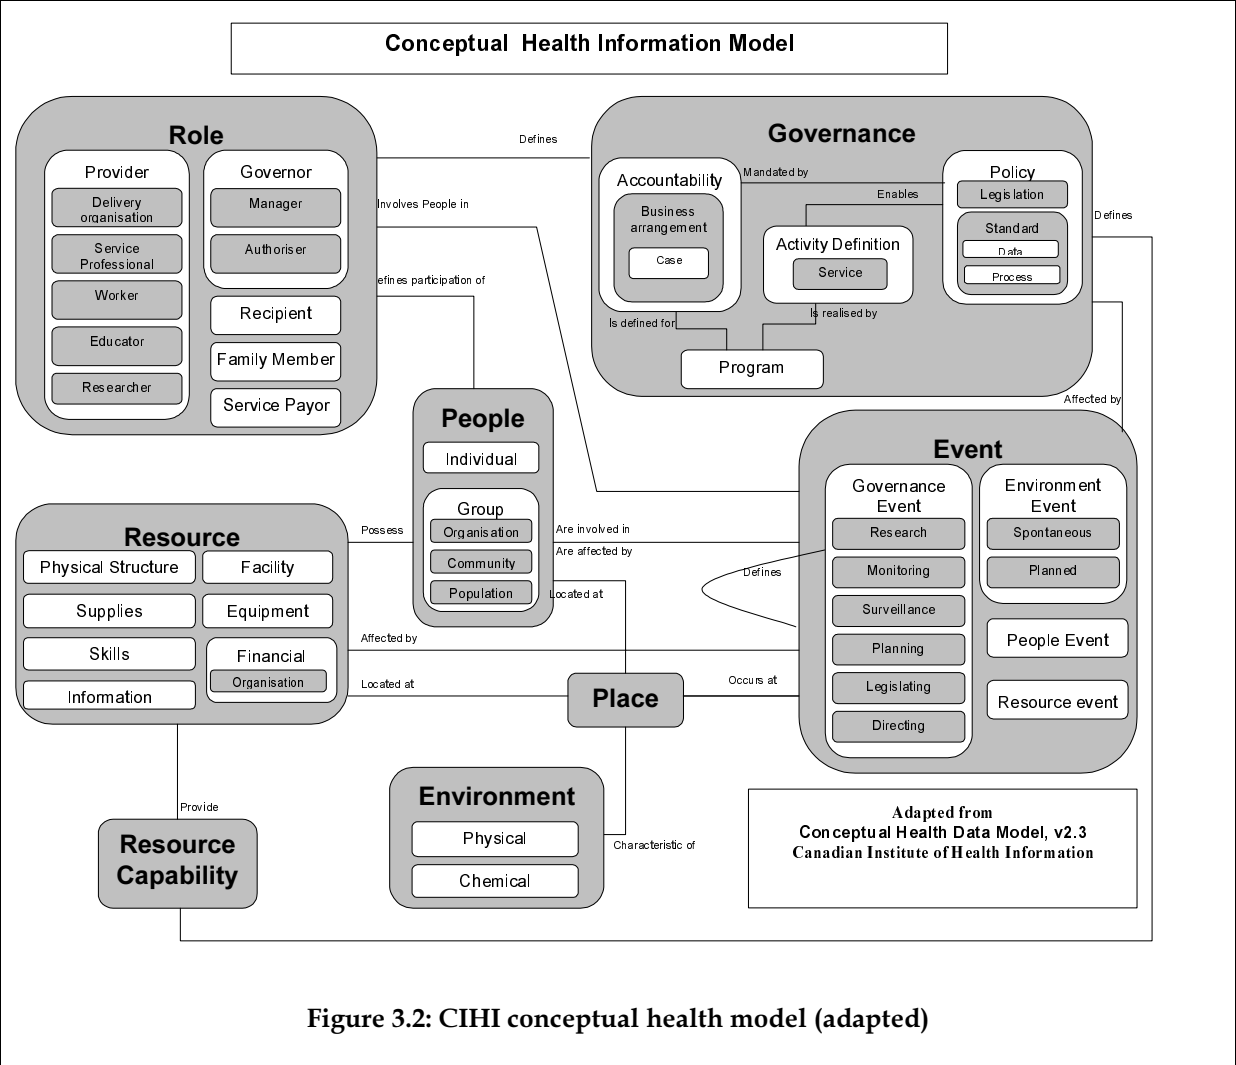 Conceptual Health Information Model
Role
Provider
Delivery
organisation
Service
Professional
Worker
Educator
Researcher
Governor
Manager
Authoriser
Recipient
Family Member
Service Payor
Defines
Involves People in
efines participation of
Governance
Accountability
Business
arrangement
Case
Mandated by
Enables
Activity Definition
Service
Policy
Legislation
Standard
Data
Process
Is defined for
Is realised by
Program
Defines
Affected by
People
Individual
Group
Organisation
Community
Population
Possess
Are involved in
Are affected by
Located at
Resource
Physical Structure
Facility
Supplies
Equipment
Skills
Financial
Organisation
Information
Affected by
Located at
Place
Occurs at
Defines
Event
Governance
Event
Research
Monitoring
Surveillance
Planning
Legislating
Directing
Environment
Event
Spontaneous
Planned
People Event
Resource event
Provide
Resource
Capability
Environment
Physical
Chemical
Characteristic of
Adapted from
Conceptual Health Data Model, v2.3
Canadian Institute of Health Information
Figure 3.2: CIHI conceptual health model (adapted)